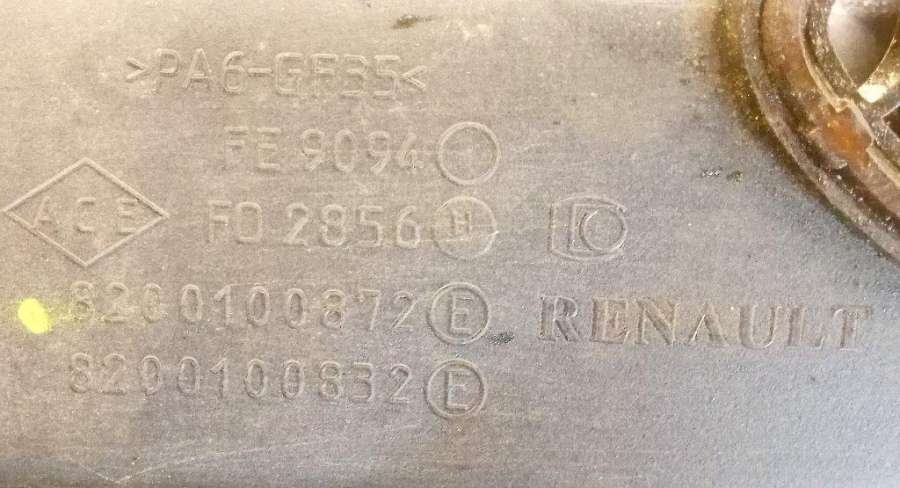 >PA6-GF35<
FE 9094
ACE
FO 2856 H
8200100872 E RENAULT
8200100832 E